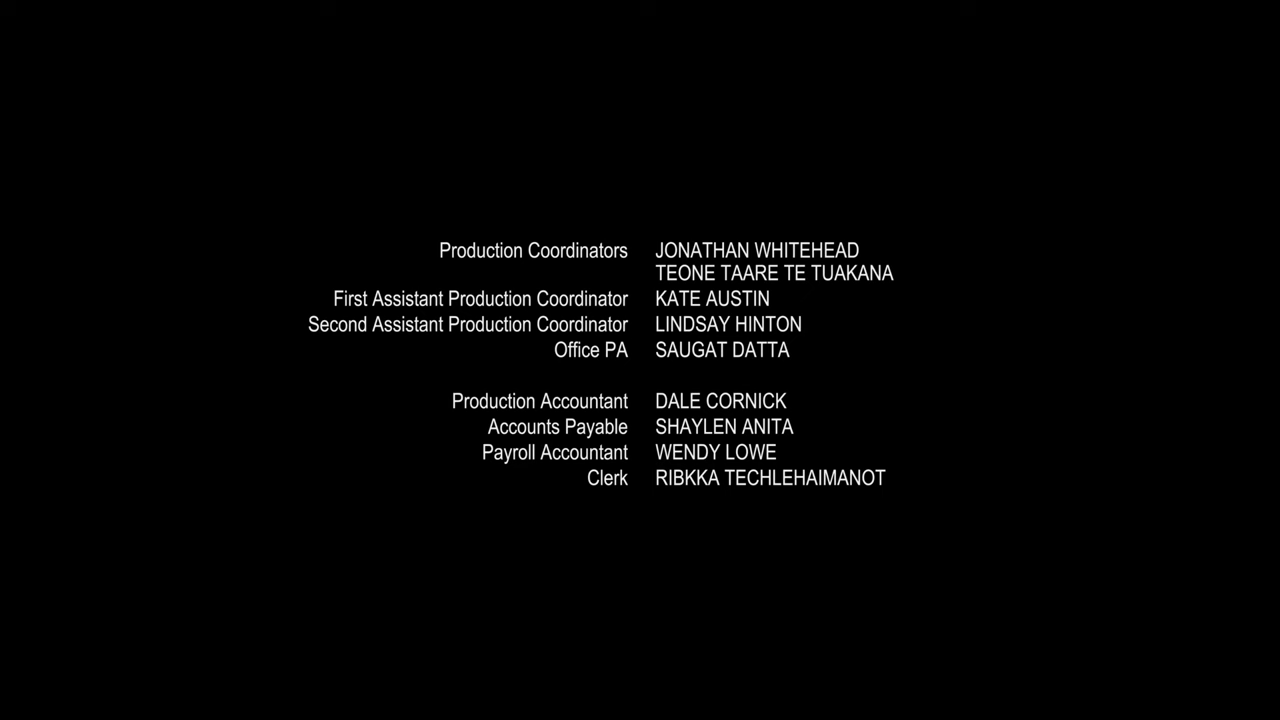 Production Coordinators JONATHAN WHITEHEAD
TEONE TAARE TE TUAKANA
First Assistant Production Coordinator KATE AUSTIN
Second Assistant Production Coordinator LINDSAY HINTON
Office PA SAUGAT DATTA
Production Accountant DALE CORNICK
Accounts Payable SHAYLEN ANITA
Payroll Accountant WENDY LOWE
Clerk RIBKKA TECHLEHAIMANOT